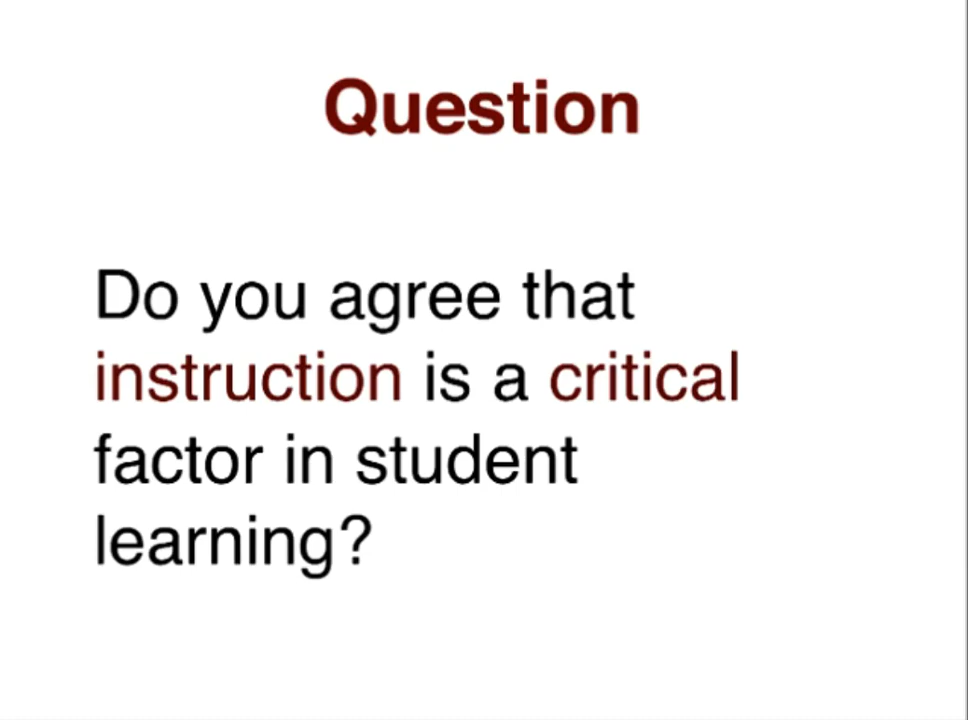 Question
Do you agree that
instruction is a critical
factor in student
learning?